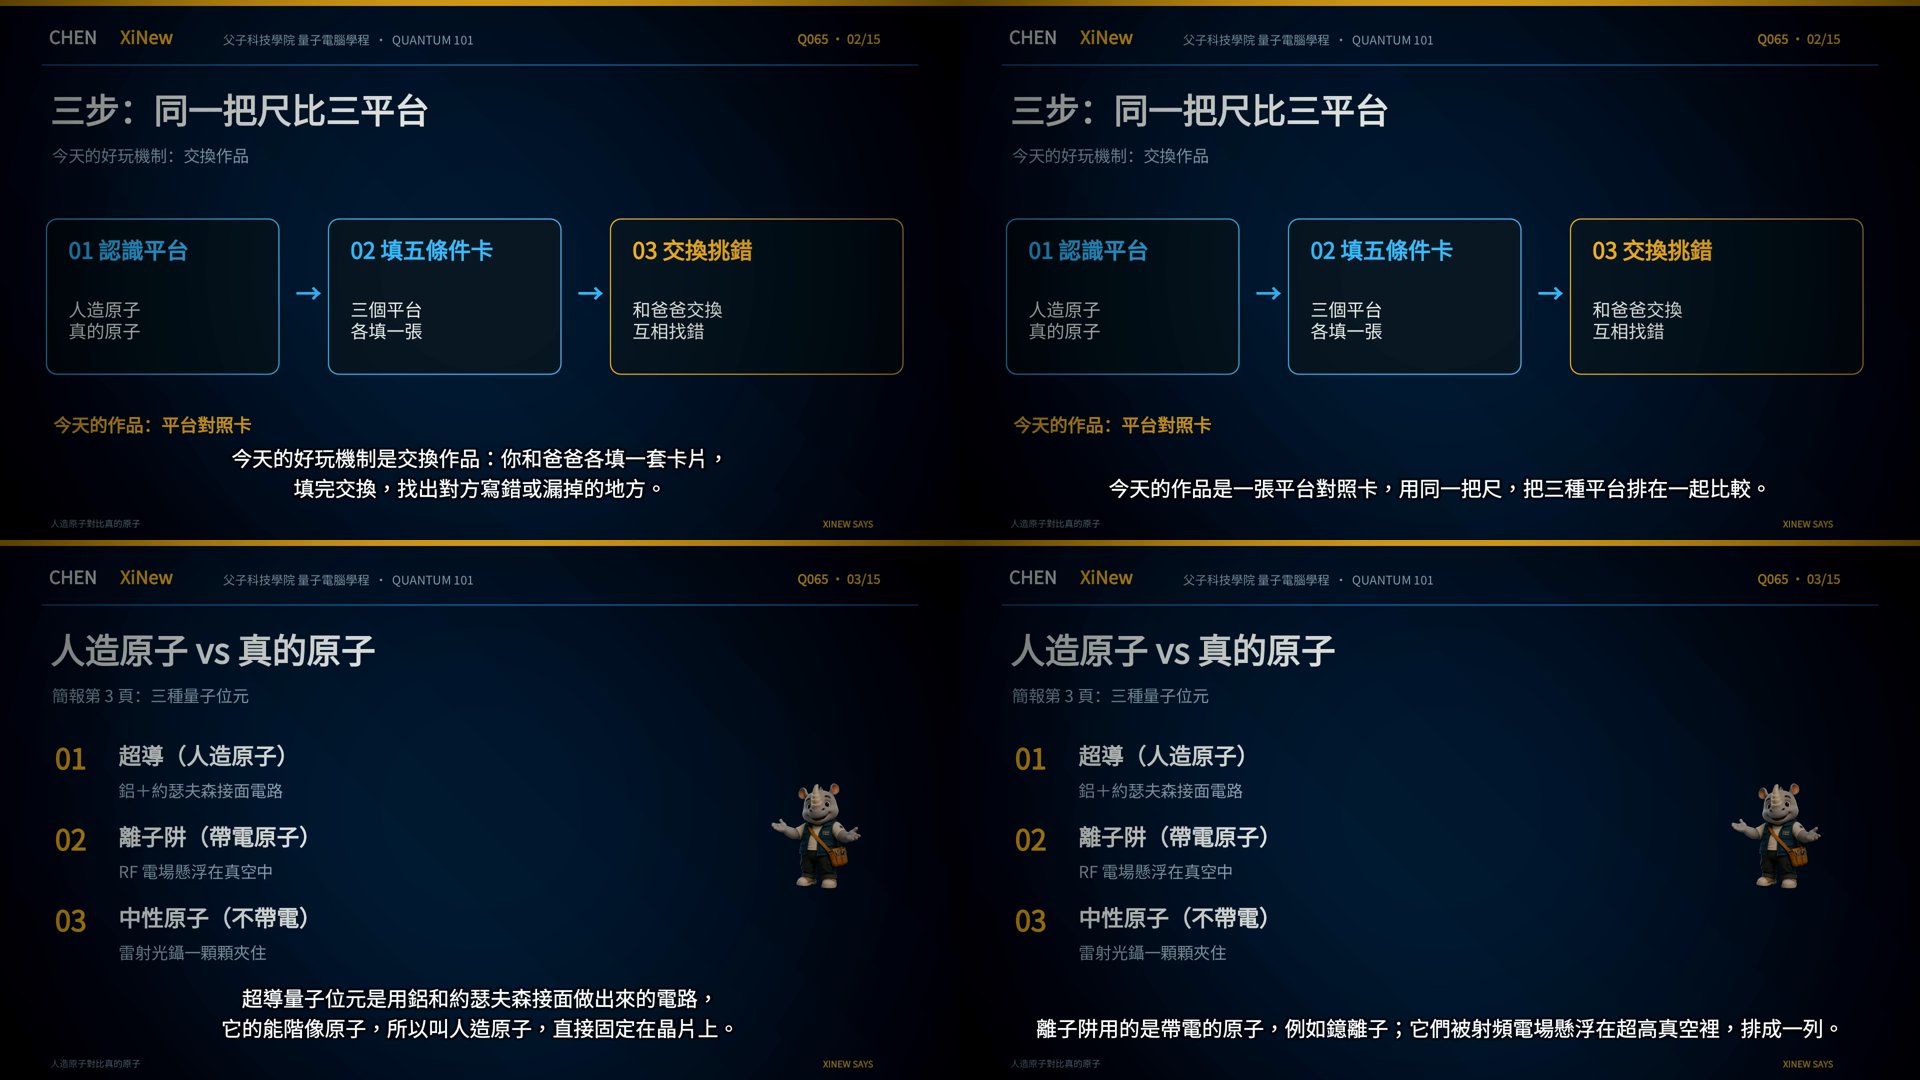 CHEN XiNew 父子科技學院 量子電腦學程 · QUANTUM 101 Q065 · 02/15
三步：同一把尺比三平台
今天的好玩機制：交換作品
01 認識平台
人造原子
真的原子
→
02 填五條件卡
三個平台
各填一張
→
03 交換挑錯
和爸爸交換
互相找錯
今天的作品：平台對照卡
今天的好玩機制是交換作品：你和爸爸各填一套卡片，
填完交換，找出對方寫錯或漏掉的地方。
人造原子對比真的原子 XINEW SAYS
CHEN XiNew 父子科技學院 量子電腦學程 · QUANTUM 101 Q065 · 02/15
三步：同一把尺比三平台
今天的好玩機制：交換作品
01 認識平台
人造原子
真的原子
→
02 填五條件卡
三個平台
各填一張
→
03 交換挑錯
和爸爸交換
互相找錯
今天的作品：平台對照卡
今天的作品是一張平台對照卡，用同一把尺，把三種平台排在一起比較。
人造原子對比真的原子 XINEW SAYS
CHEN XiNew 父子科技學院 量子電腦學程 · QUANTUM 101 Q065 · 03/15
人造原子 vs 真的原子
簡報第 3 頁：三種量子位元
01 超導（人造原子）
鋁＋約瑟夫森接面電路
02 離子阱（帶電原子）
RF 電場懸浮在真空中
03 中性原子（不帶電）
雷射光鑷一顆顆夾住
超導量子位元是用鋁和約瑟夫森接面做出來的電路，
它的能階像原子，所以叫人造原子，直接固定在晶片上。
人造原子對比真的原子 XINEW SAYS
CHEN XiNew 父子科技學院 量子電腦學程 · QUANTUM 101 Q065 · 03/15
人造原子 vs 真的原子
簡報第 3 頁：三種量子位元
01 超導（人造原子）
鋁＋約瑟夫森接面電路
02 離子阱（帶電原子）
RF 電場懸浮在真空中
03 中性原子（不帶電）
雷射光鑷一顆顆夾住
離子阱用的是帶電的原子，例如鐿離子；它們被射頻電場懸浮在超高真空裡，排成一列。
人造原子對比真的原子 XINEW SAYS